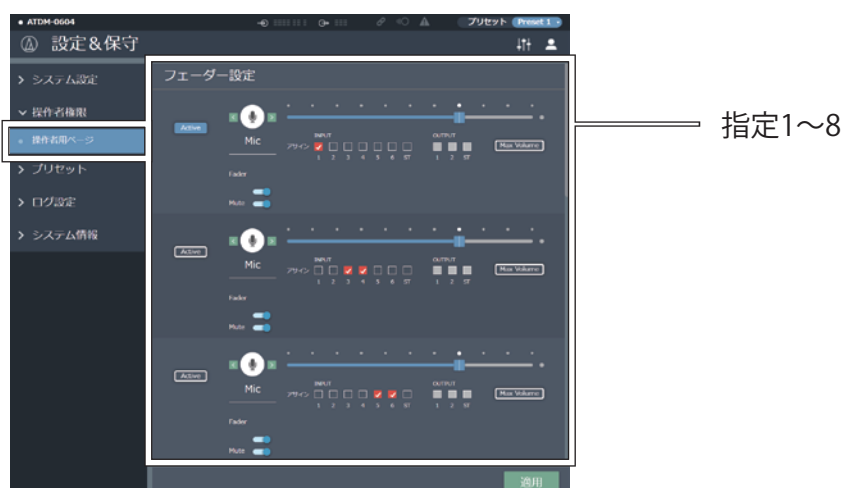 ATDM-0604
プリセット Preset 1
設定&保守
システム設定
操作者権限
操作者用ページ
プリセット
ログ設定
システム情報
フェーダー設定
Active
Mic
アサイン
INPUT
1 2 3 4 5 6 ST
OUTPUT
1 2 ST
Max Volume
Fader
Mute
Active
Mic
アサイン
INPUT
1 2 3 4 5 6 ST
OUTPUT
1 2 ST
Max Volume
Fader
Mute
Active
Mic
アサイン
INPUT
1 2 3 4 5 6 ST
OUTPUT
1 2 ST
Max Volume
Fader
Mute
適用
指定1〜8